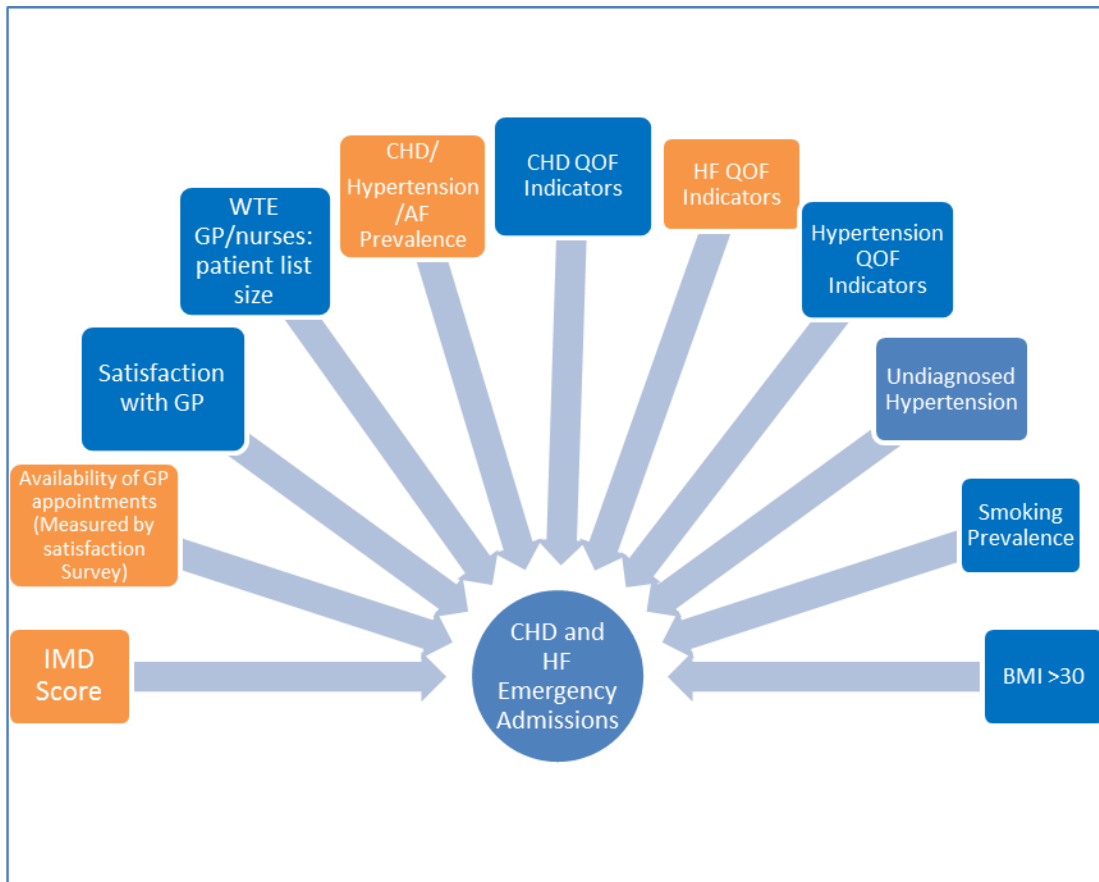 IMD
Score
Availability of GP
appointments
(Measured by
satisfaction
Survey)
Satisfaction
with GP
WTE
GP/nurses:
patient list
size
CHD/
Hypertension
/AF
Prevalence
CHD QOF
Indicators
HF QOF
Indicators
Hypertension
QOF
Indicators
Undiagnosed
Hypertension
Smoking
Prevalence
BMI >30
CHD and
HF
Emergency
Admissions